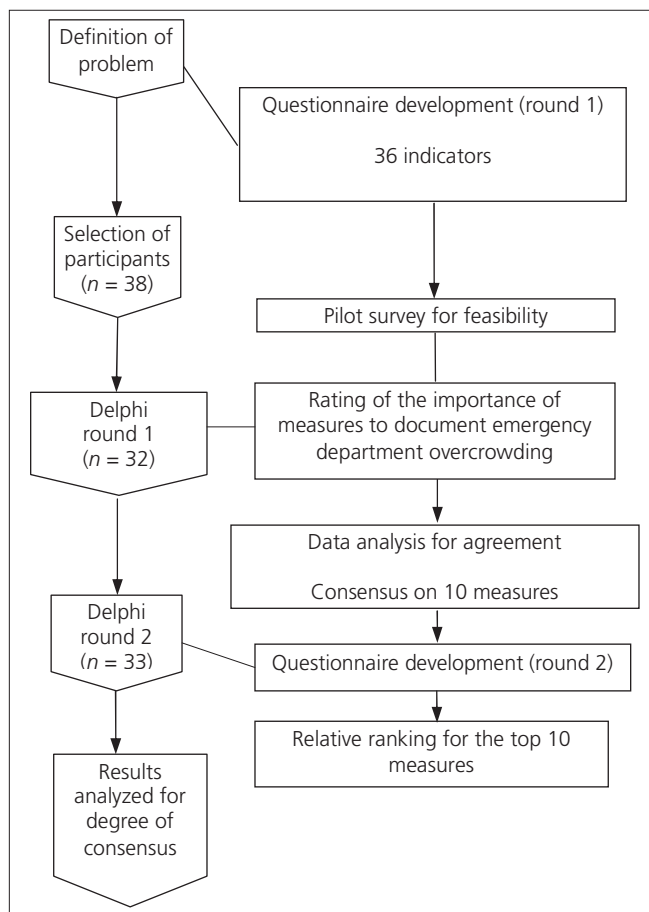 Definition of
problem
Questionnaire development (round 1)
36 indicators
Selection of
participants
(n = 38)
Pilot survey for feasibility
Delphi
round 1
(n = 32)
Rating of the importance of
measures to document emergency
department overcrowding
Data analysis for agreement
Consensus on 10 measures
Delphi
round 2
(n = 33)
Questionnaire development (round 2)
Relative ranking for the top 10
measures
Results
analyzed for
degree of
consensus